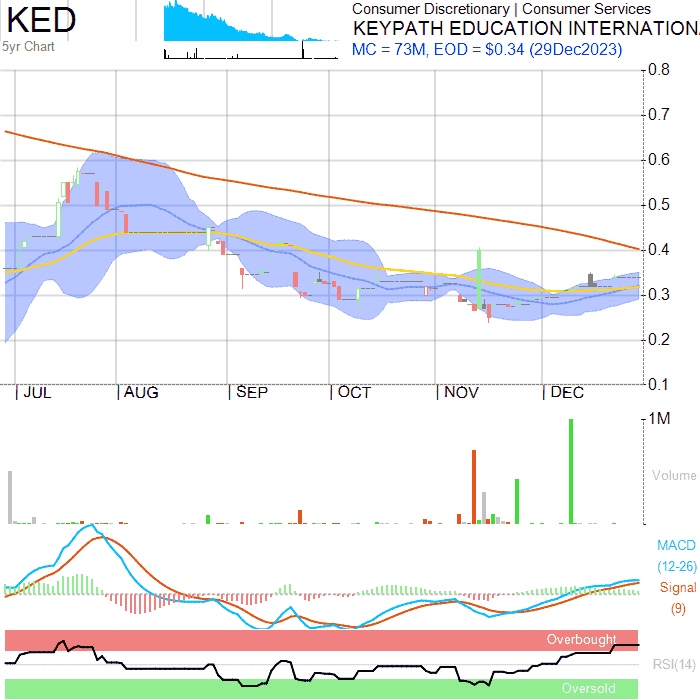 KED
5yr Chart
Consumer Discretionary | Consumer Services
KEYPATH EDUCATION INTERNATION
MC = 73M, EOD = $0.34 (29Dec2023)
0.8
0.7
0.6
0.5
0.4
0.3
0.2
0.1
JUL AUG SEP OCT NOV DEC
1M
Volume
MACD
(12-26)
Signal
(9)
Overbought
RSI(14)
Oversold